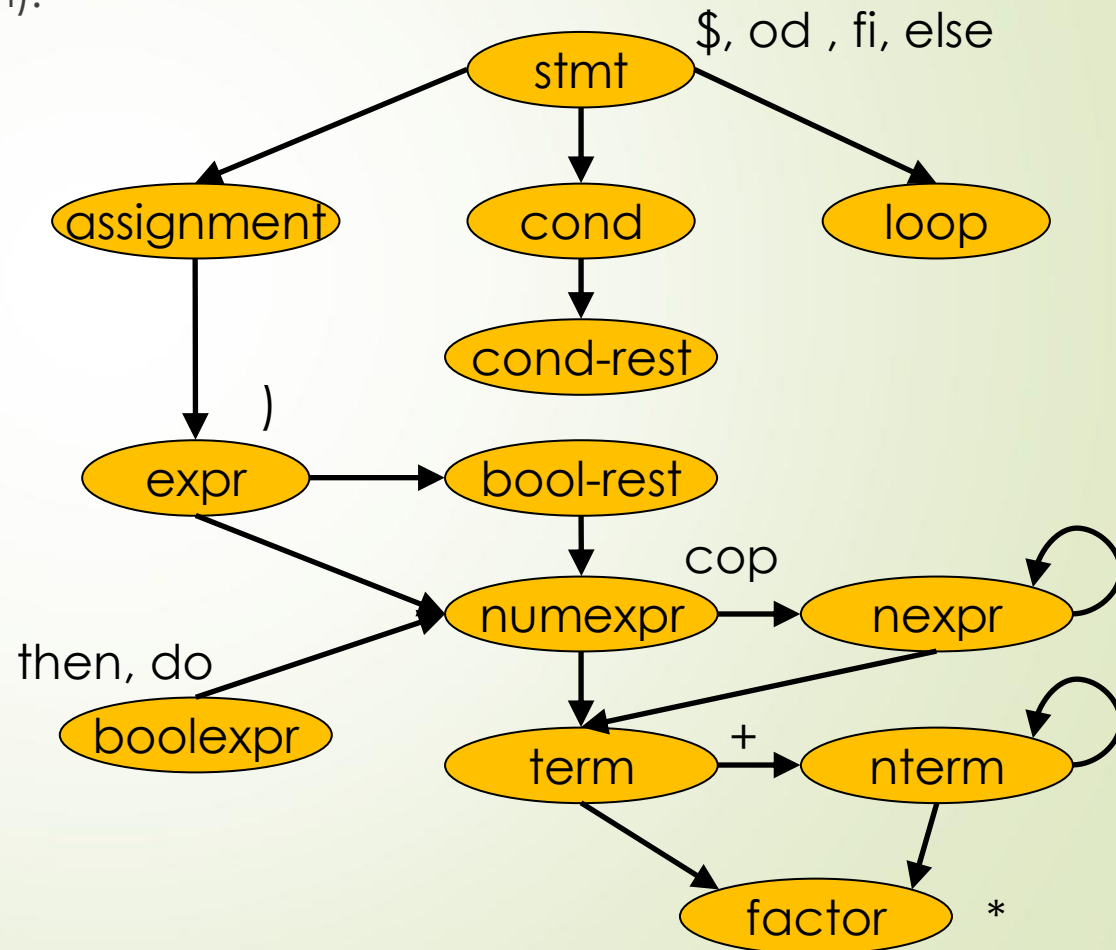 $, od , fi, else
stmt
assignment
cond
loop
cond-rest
)
expr
bool-rest
cop
numexpr
nexpr
then, do
boolexpr
+
term
nterm
factor
*